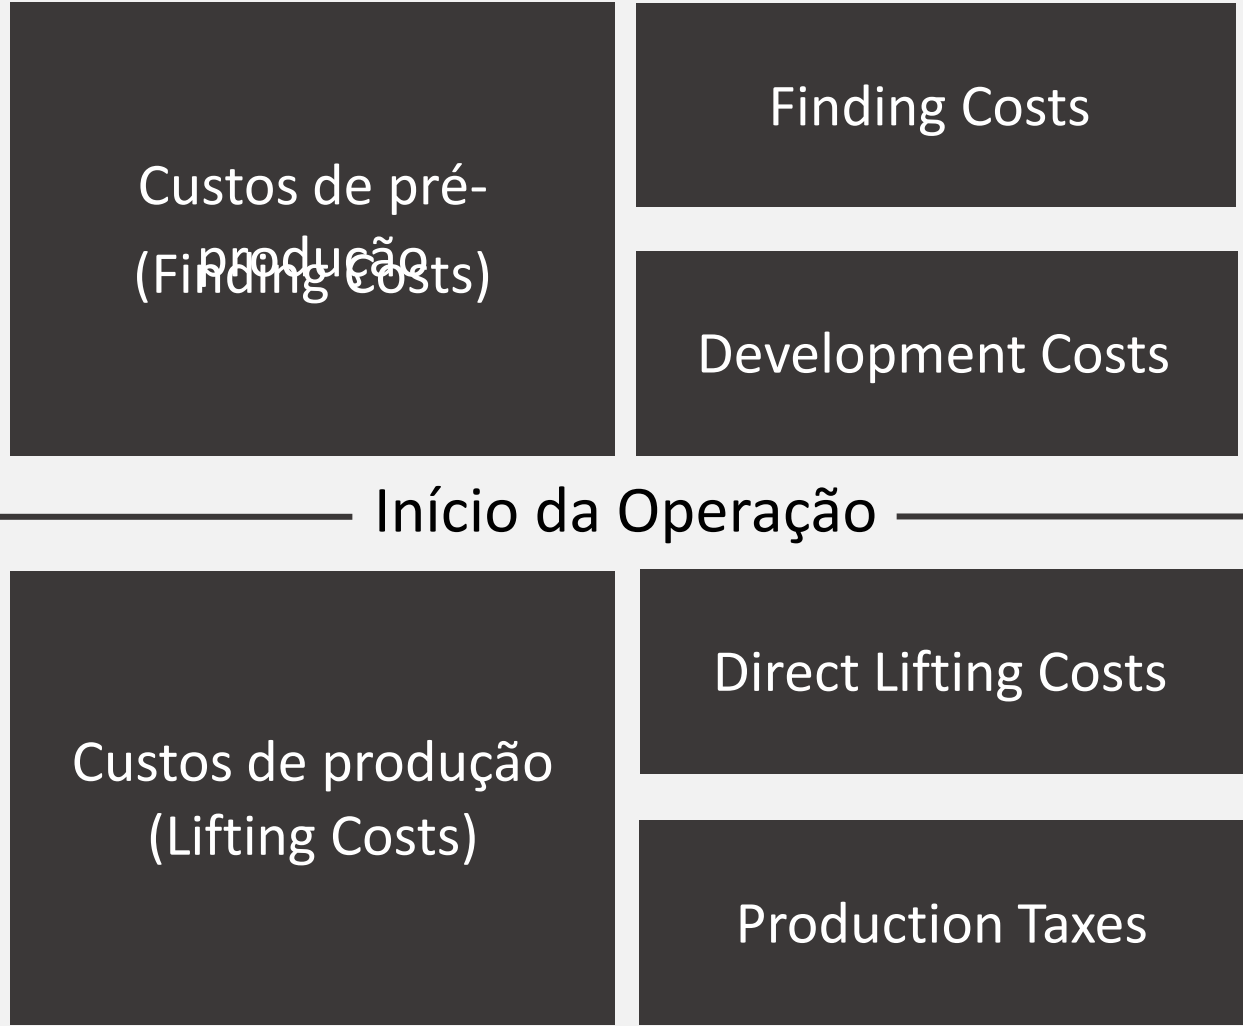 Custos de pré-
produção
(Finding Costs)
Finding Costs
Development Costs
Início da Operação
Custos de produção
(Lifting Costs)
Direct Lifting Costs
Production Taxes